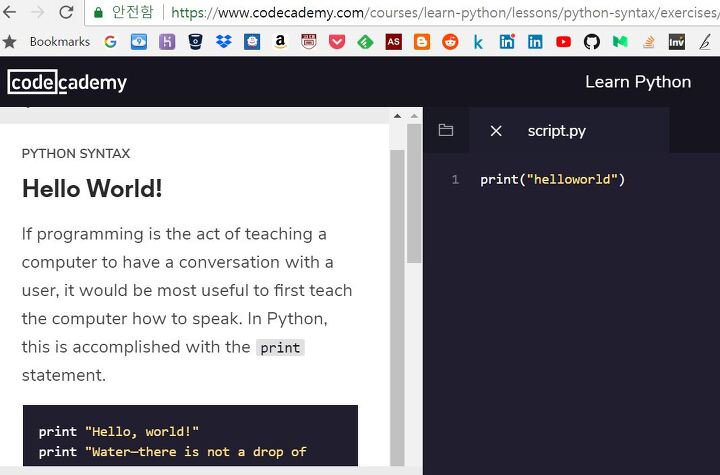 안전함 https://www.codecademy.com/courses/learn-python/lessons/python-syntax/exercises,
Bookmarks
codecademy
Learn Python
script.py
PYTHON SYNTAX
Hello World!
If programming is the act of teaching a
computer to have a conversation with a
user, it would be most useful to first teach
the computer how to speak. In Python,
this is accomplished with the print
statement.
print "Hello, world!"
print "Water—there is not a drop of
1 print("helloworld")